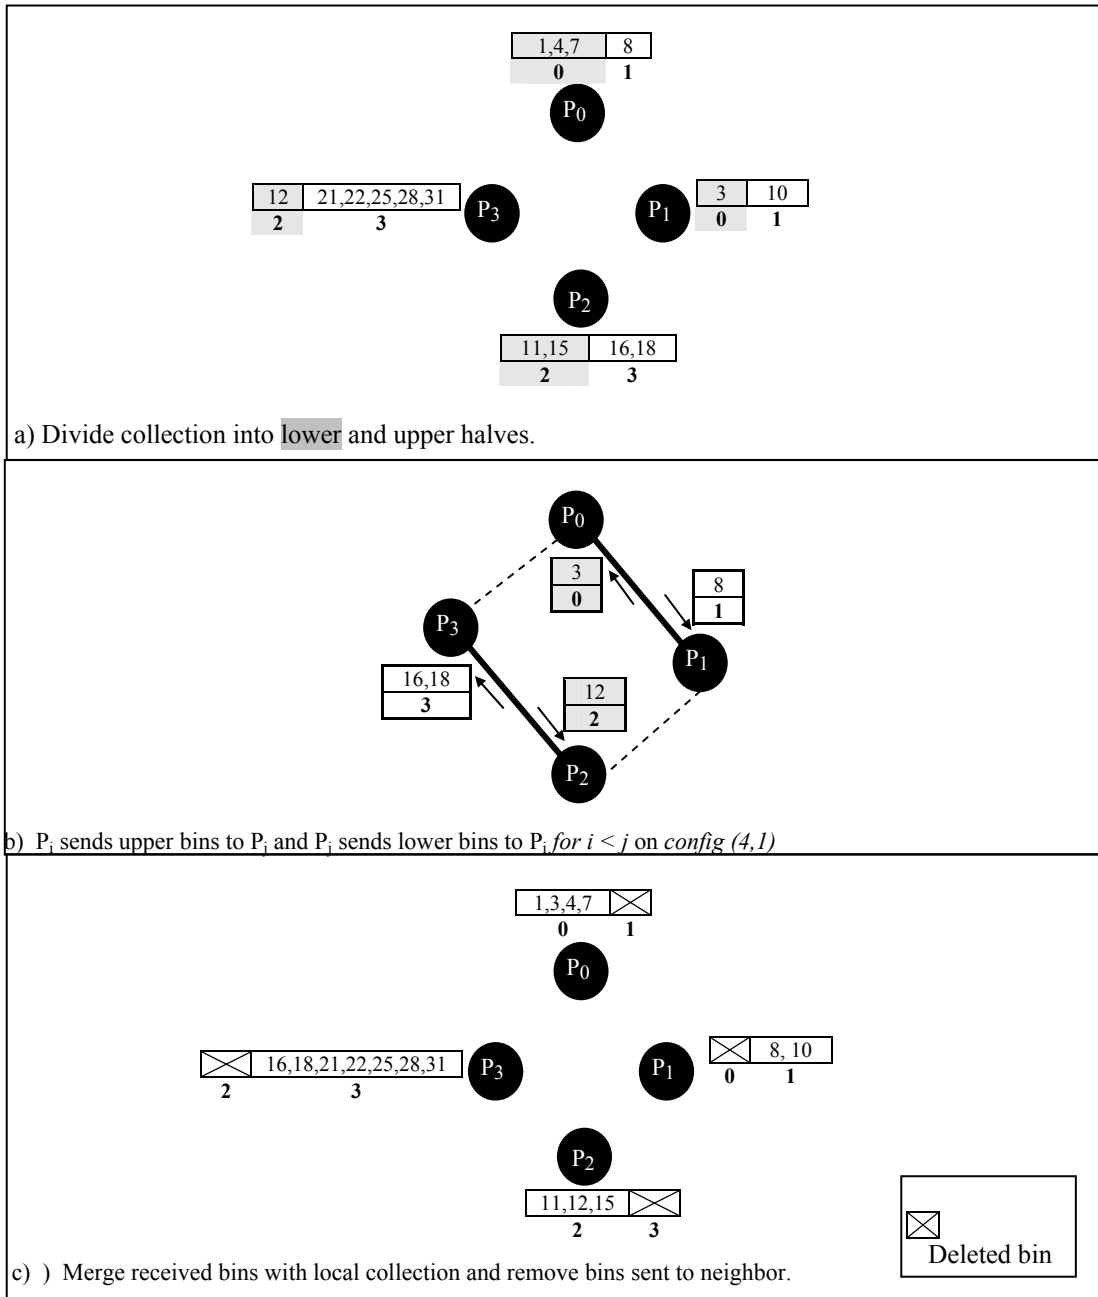 1,4,7 8
0 1
P0
12 21,22,25,28,31 P3 P1 3 10
2 3 0 1
P2
11,15 16,18
2 3
a) Divide collection into lower and upper halves.
P0
3 8
0 1
P3
P1
16,18 12
3 2
P2
b) Pi sends upper bins to Pj and Pj sends lower bins to Pi for i < j on config (4,1)
1,3,4,7
0 1
P0
16,18,21,22,25,28,31 P3 P1 8, 10
2 3 0 1
P2
11,12,15
2 3
Deleted bin
c) ) Merge received bins with local collection and remove bins sent to neighbor.